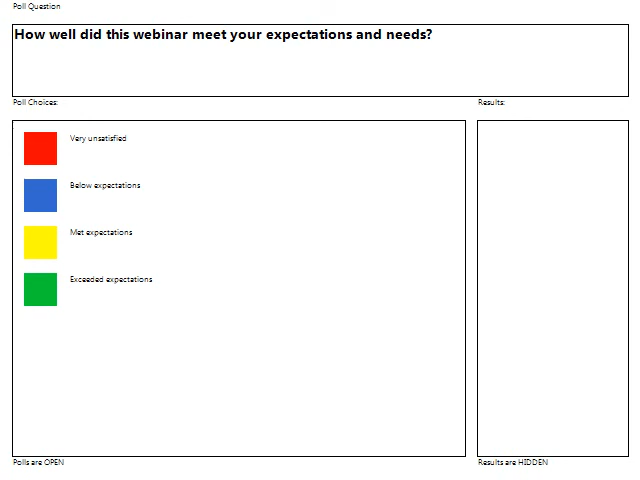 Poll Question
How well did this webinar meet your expectations and needs?
Poll Choices:
Results:
Very unsatisfied
Below expectations
Met expectations
Exceeded expectations
Polls are OPEN
Results are HIDDEN